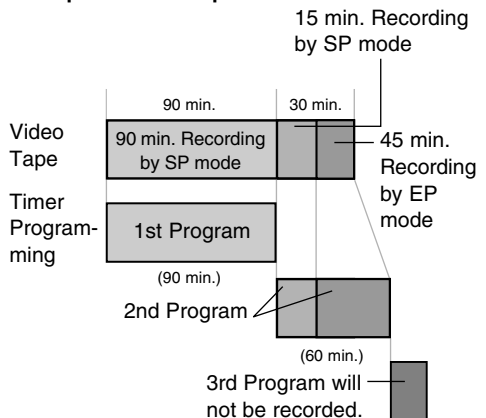 15 min. Recording
by SP mode
90 min.
30 min.
Video
Tape
90 min. Recording
by SP mode
45 min.
Recording
by EP
mode
Timer
Program-
ming
1st Program
(90 min.)
2nd Program
(60 min.)
3rd Program will
not be recorded.